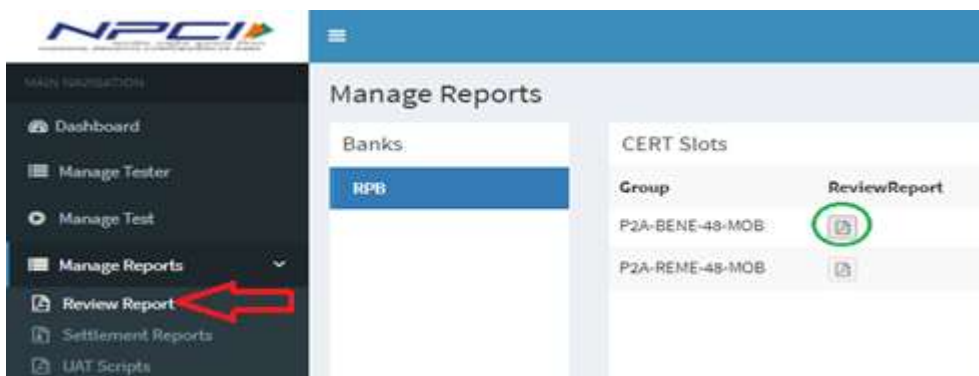 NPCI
MAIN NAVIGATION
Dashboard
Manage Tester
Manage Test
Manage Reports
Review Report
Settlement Reports
UAT Scripts
Manage Reports
Banks
RPB
CERT Slots
Group ReviewReport
P2A-BENE-48-MOB
P2A-REME-48-MOB